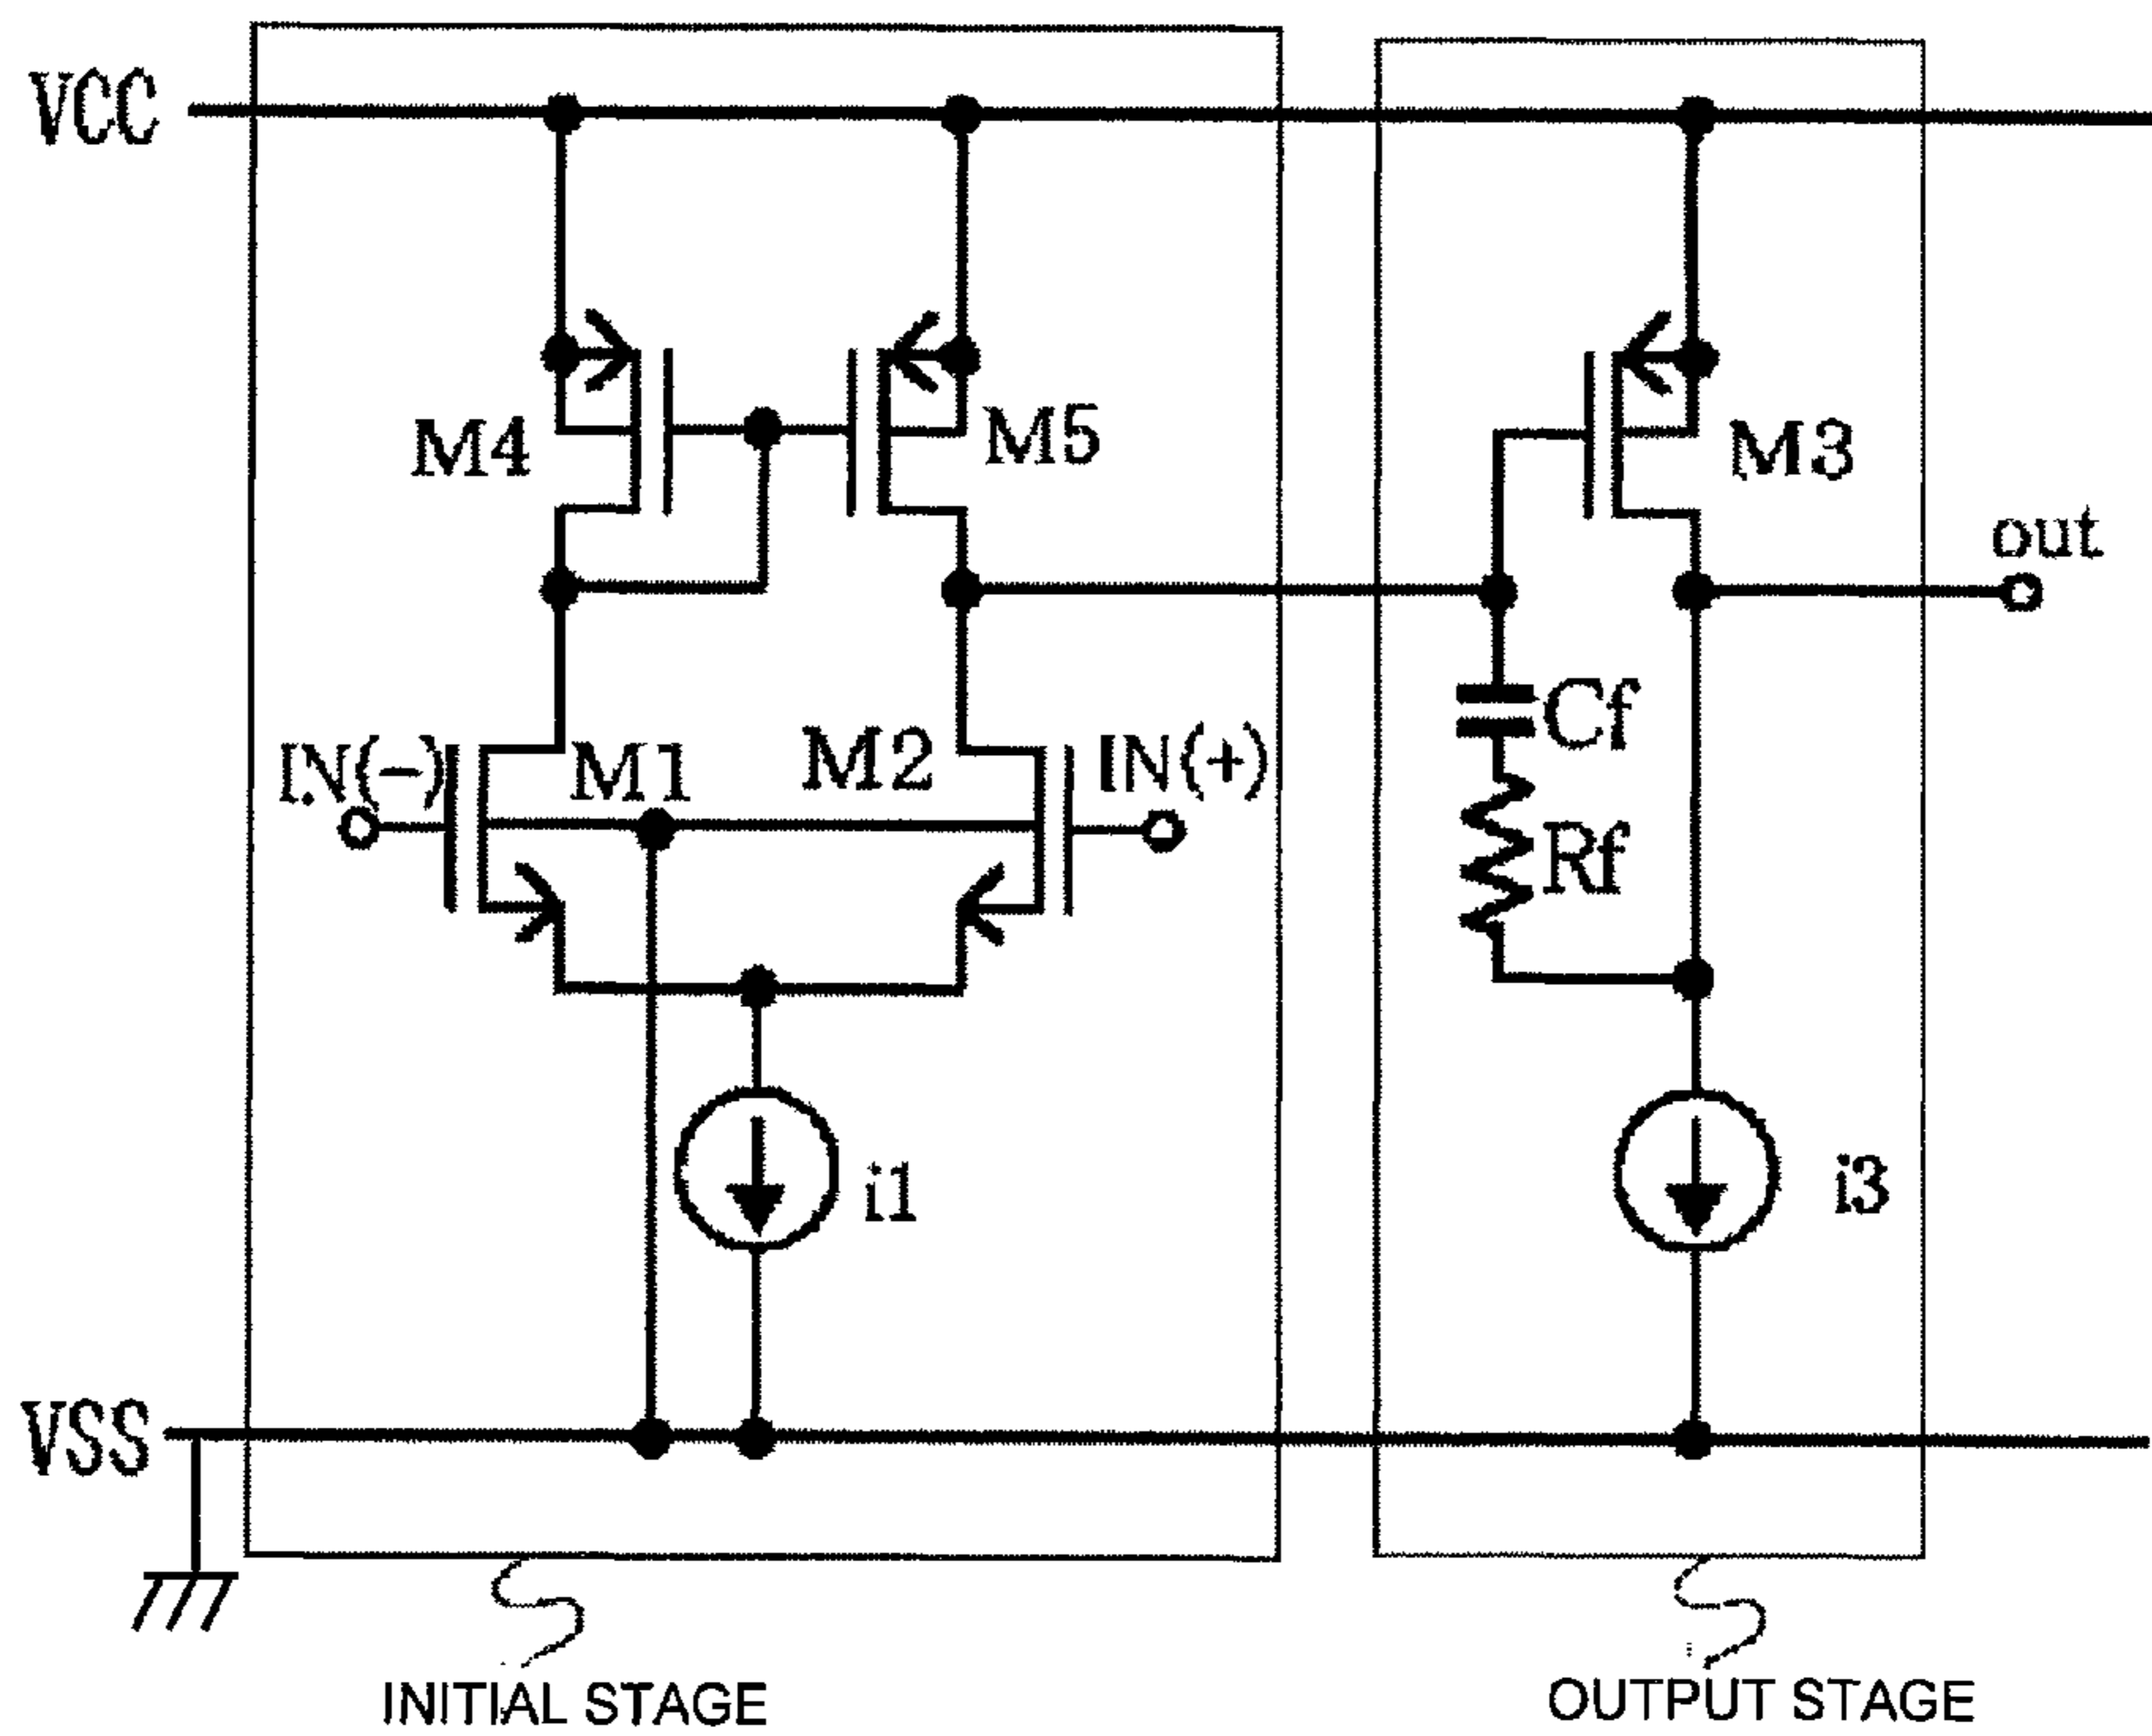 VCC
M4
M5
M3
out
Cf
IN(−)
M1
M2
IN(+)
Rf
i1
i3
VSS
INITIAL STAGE
OUTPUT STAGE